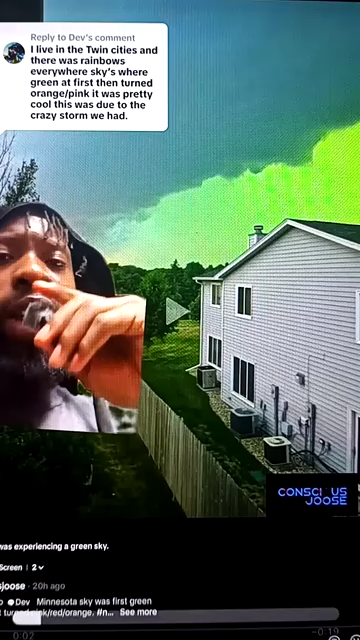 Reply to Dev's comment
I live in the Twin cities and
there was rainbows
everywhere sky's where
green at first then turned
orange/pink it was pretty
cool this was due to the
crazy storm we had.
CONSCIOUS
JOOSE
was experiencing a green sky.
Screen | 2
joose · 20h ago
Dev Minnesota sky was first green
turned pink/red/orange. #n... See more
0:02
-0:19